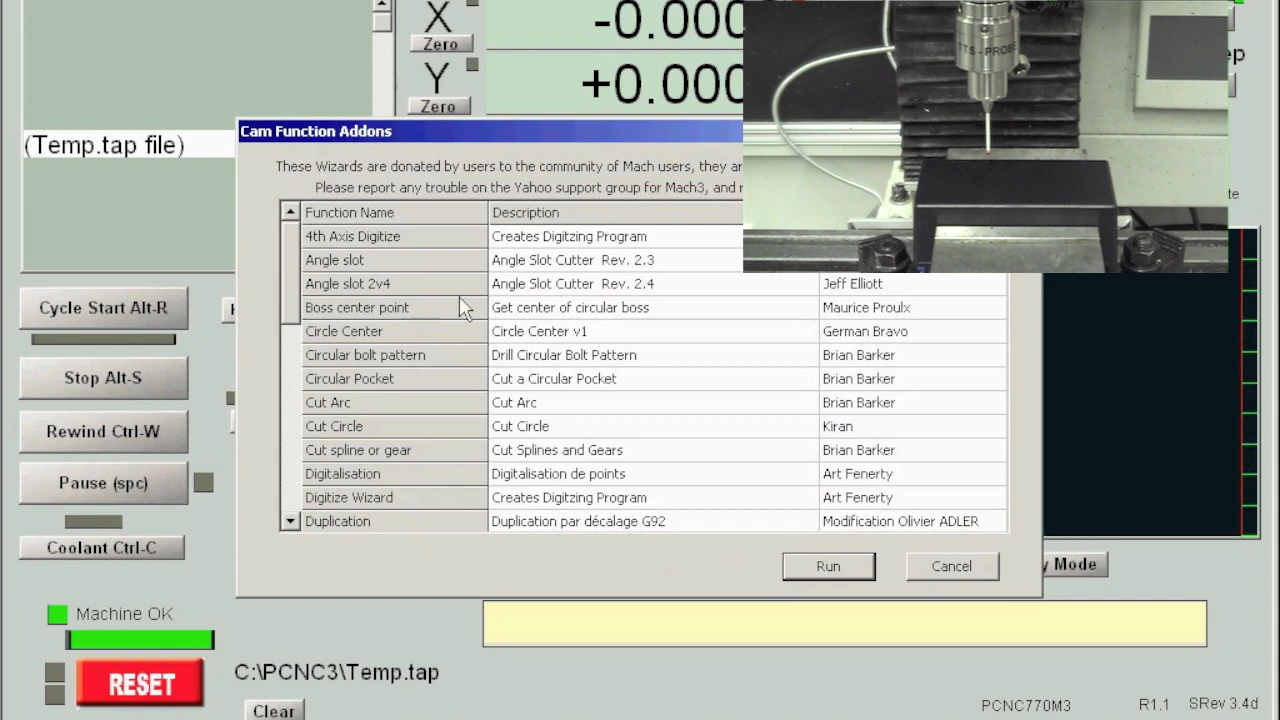 X
-0.000
Zero
Y
+0.000
Zero
TTS-PROBE
(Temp.tap file)
Cam Function Addons
These Wizards are donated by users to the community of Mach users, they
Please report any trouble on the Yahoo support group for Mach3, and
Function Name Description
4th Axis Digitize Creates Digitzing Program
Angle slot Angle Slot Cutter Rev. 2.3
Angle slot 2v4 Angle Slot Cutter Rev. 2.4 Jeff Elliott
Boss center point Get center of circular boss Maurice Proulx
Circle Center Circle Center v1 German Bravo
Circular bolt pattern Drill Circular Bolt Pattern Brian Barker
Circular Pocket Cut a Circular Pocket Brian Barker
Cut Arc Cut Arc Brian Barker
Cut Circle Cut Circle Kiran
Cut spline or gear Cut Splines and Gears Brian Barker
Digitalisation Digitalisation de points Art Fenerty
Digitize Wizard Creates Digitzing Program Art Fenerty
Duplication Duplication par décalage G92 Modification Olivier ADLER
Run Cancel
Cycle Start Alt-R
Stop Alt-S
Rewind Ctrl-W
Pause (spc)
Coolant Ctrl-C
Mode
Machine OK
RESET
C:\PCNC3\Temp.tap
Clear
PCNC770M3 R1.1 SRev 3.4d